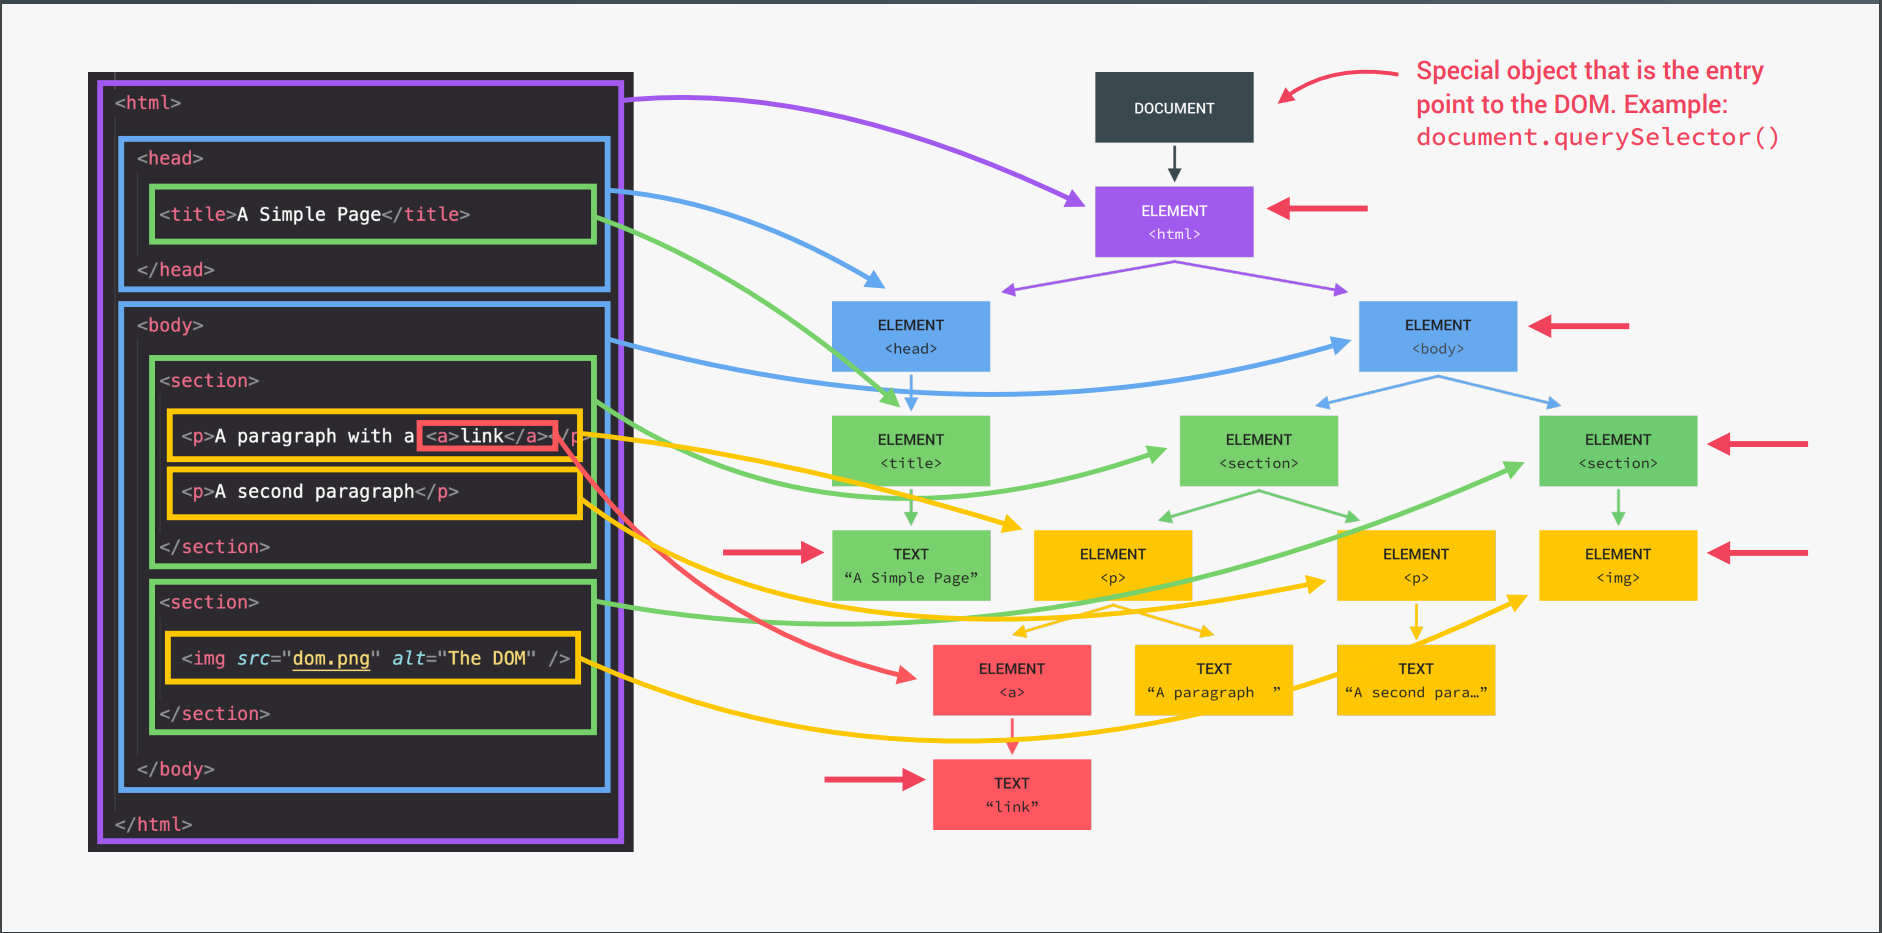 <html>
<head>
<title>A Simple Page</title>
</head>
<body>
<section>
<p>A paragraph with a <a>link</a></p>
<p>A second paragraph</p>
</section>
<section>
<img src="dom.png" alt="The DOM" />
</section>
</body>
</html>
DOCUMENT
Special object that is the entry
point to the DOM. Example:
document.querySelector()
ELEMENT
<html>
ELEMENT
<head>
ELEMENT
<body>
ELEMENT
<title>
ELEMENT
<section>
ELEMENT
<section>
TEXT
“A Simple Page”
ELEMENT
<p>
ELEMENT
<p>
ELEMENT
<img>
ELEMENT
<a>
TEXT
“A paragraph ”
TEXT
“A second para…”
TEXT
“link”